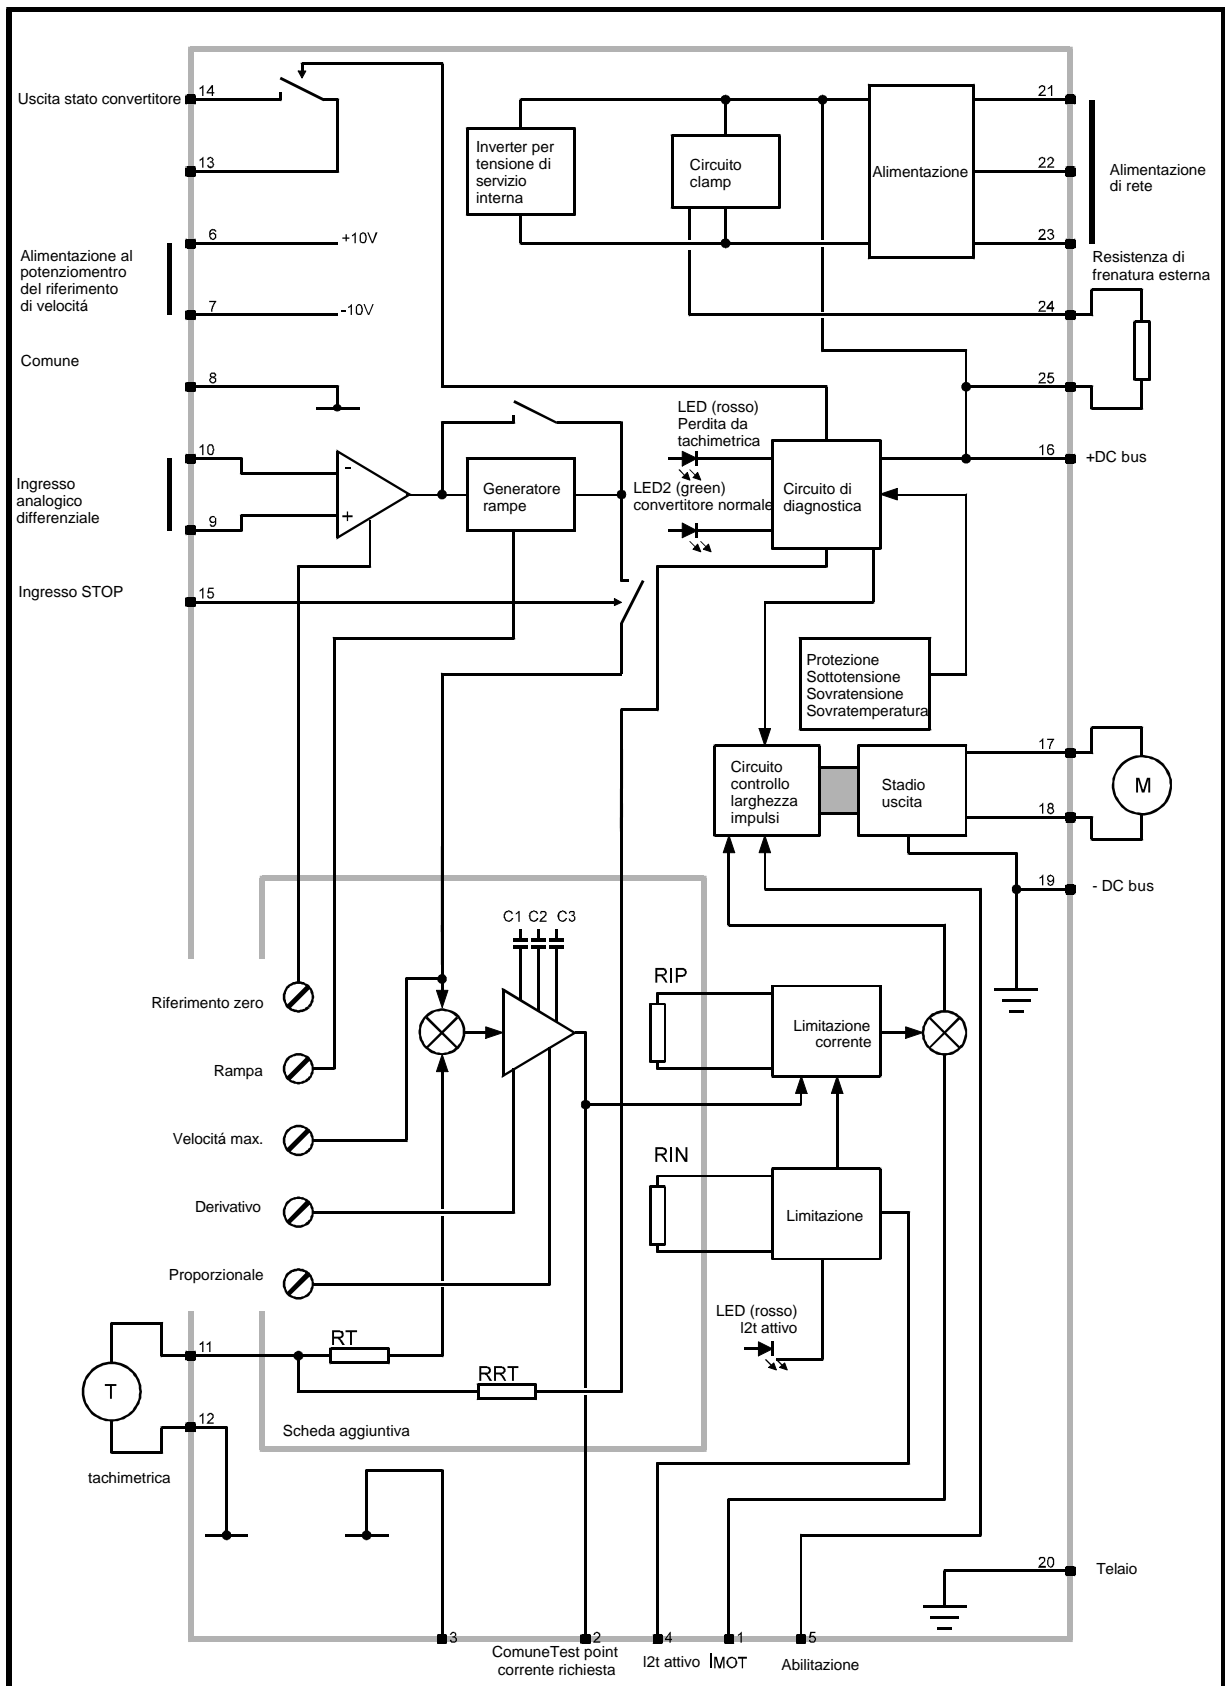 Uscita stato convertitore
14
13
6
+10V
Alimentazione al
potenziomentro
del riferimento
di velocitá
7
-10V
Comune
8
10
Ingresso
analogico
differenziale
9
-
+
Ingresso STOP
15
Inverter per
tensione di
servizio
interna
Circuito
clamp
Alimentazione
21
22
23
Alimentazione
di rete
Resistenza di
frenatura esterna
24
25
16
+DC bus
LED (rosso)
Perdita da
tachimetrica
LED2 (green)
convertitore normale
Generatore
rampe
Circuito di
diagnostica
Protezione
Sottotensione
Sovratensione
Sovratemperatura
Circuito
controllo
larghezza
impulsi
Stadio
uscita
17
18
M
19
- DC bus
C1 C2 C3
Riferimento zero
Rampa
Velocitá max.
Derivativo
Proporzionale
RIP
Limitazione
corrente
RIN
Limitazione
LED (rosso)
I2t attivo
11
RT
RRT
T
12
tachimetrica
Scheda aggiuntiva
20
Telaio
3
2
4
1
5
ComuneTest point
corrente richiesta
I2t attivo
IMOT
Abilitazione